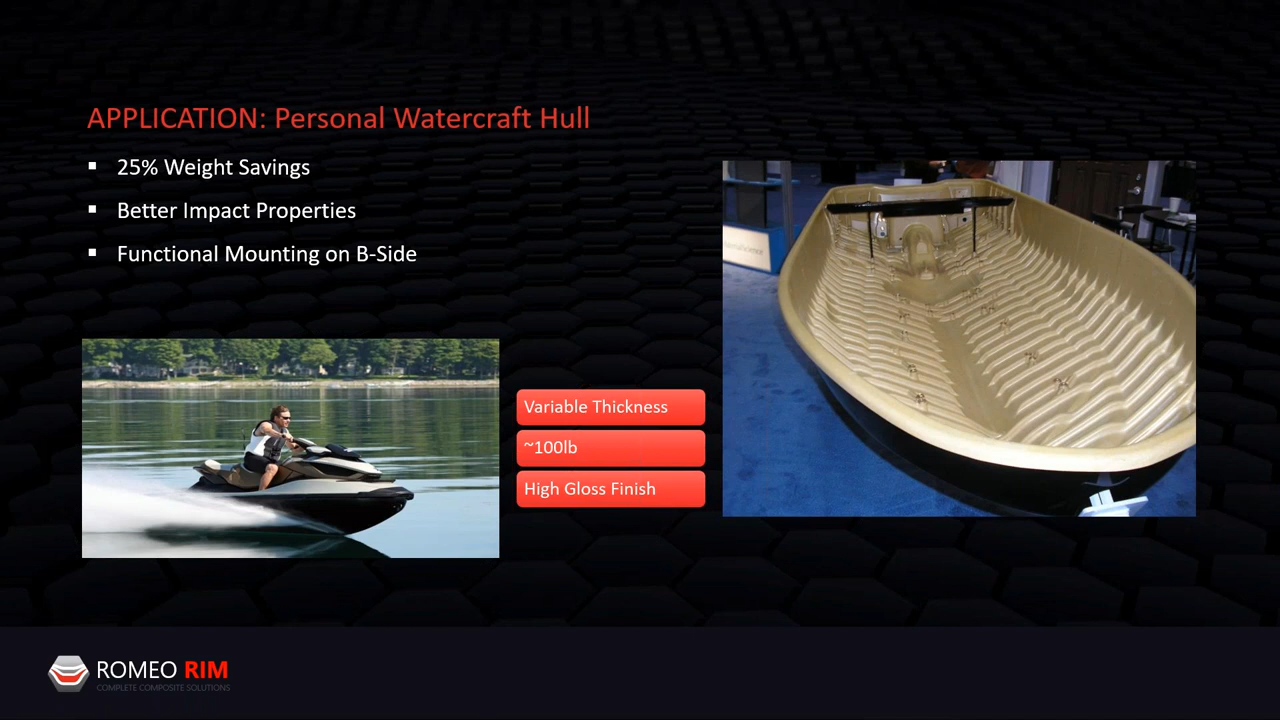 APPLICATION: Personal Watercraft Hull
▪ 25% Weight Savings
▪ Better Impact Properties
▪ Functional Mounting on B-Side
Variable Thickness
~100lb
High Gloss Finish
ROMEO RIM
COMPLETE COMPOSITE SOLUTIONS